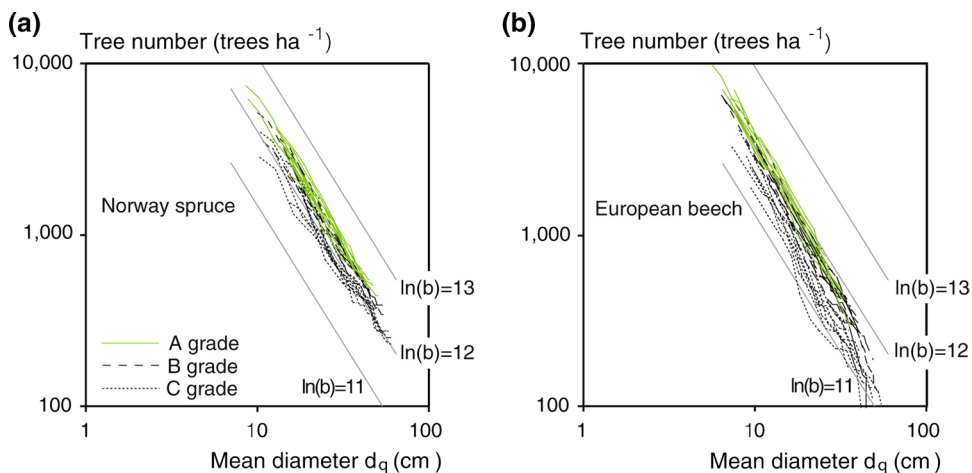 (a)
Tree number (trees ha -1)
10,000
1,000
100
Norway spruce
ln(b)=13
ln(b)=12
ln(b)=11
A grade
B grade
C grade
1
10
100
Mean diameter dq (cm)
(b)
Tree number (trees ha -1)
10,000
1,000
100
European beech
ln(b)=13
ln(b)=12
ln(b)=11
1
10
100
Mean diameter dq (cm)